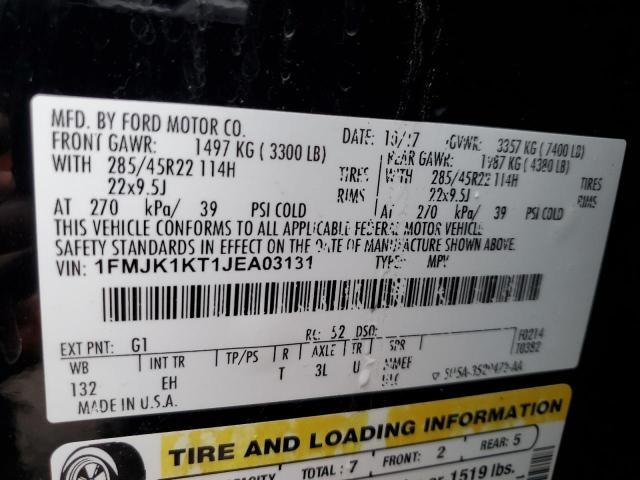 MFD. BY FORD MOTOR CO. DATE: 10/17 GVWR: 3357 KG ( 7400 LB)
FRONT GAWR: 1497 KG ( 3300 LB) REAR GAWR: 1987 KG ( 4380 LB)
WITH 285/45R22 114H TIRES WITH 285/45R22 114H TIRES
22x9.5J RIMS 22x9.5J RIMS
AT 270 kPa/ 39 PSI COLD At 270 kPa/ 39 PSI COLD
THIS VEHICLE CONFORMS TO ALL APPLICABLE FEDERAL MOTOR VEHICLE
SAFETY STANDARDS IN EFFECT ON THE DATE OF MANUFACTURE SHOWN ABOVE.
VIN: 1FMJK1KT1JEA03131 TYPE: MPV
EXT PNT: G1 RC: 52 DSO: F0214
T0392
WB INT TR TP/PS R AXLE TR SPR
132 EH T 3L U
MADE IN U.S.A.
TIRE AND LOADING INFORMATION
CAPACITY TOTAL : 7 FRONT: 2 REAR: 5
1519 lbs.